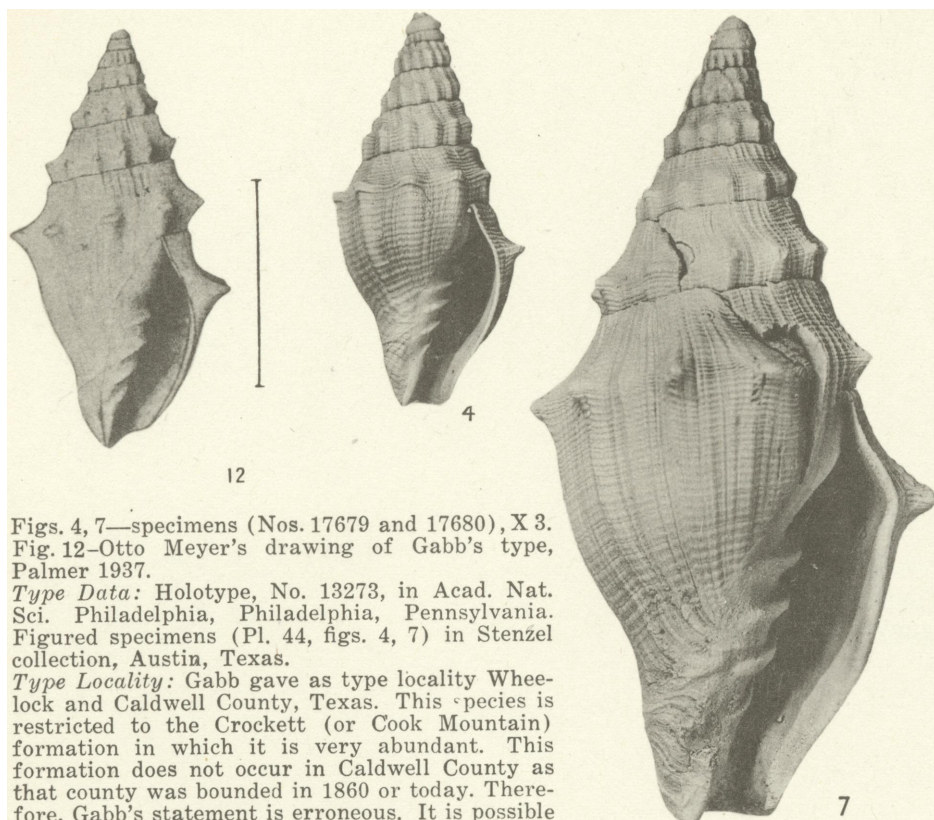 12
4
7
Figs. 4, 7—specimens (Nos. 17679 and 17680), X 3.
Fig. 12–Otto Meyer's drawing of Gabb's type,
Palmer 1937.
Type Data: Holotype, No. 13273, in Acad. Nat.
Sci. Philadelphia, Philadelphia, Pennsylvania.
Figured specimens (Pl. 44, figs. 4, 7) in Stenzel
collection, Austin, Texas.
Type Locality: Gabb gave as type locality Whee-
lock and Caldwell County, Texas. This species is
restricted to the Crockett (or Cook Mountain)
formation in which it is very abundant. This
formation does not occur in Caldwell County as
that county was bounded in 1860 or today. There-
fore, Gabb's statement is erroneous. It is possible